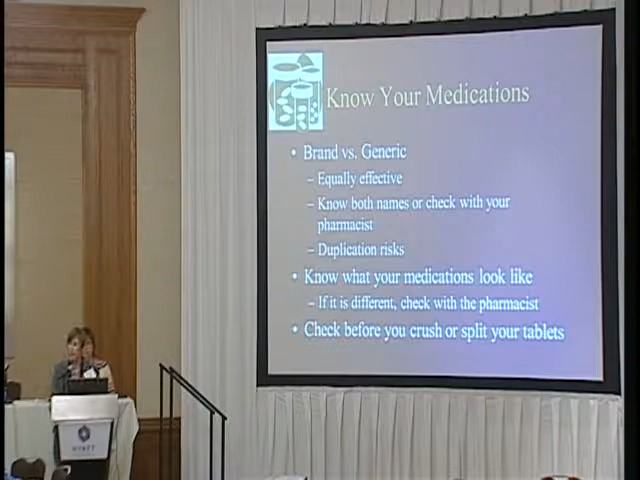 Know Your Medications
• Brand vs. Generic
– Equally effective
– Know both names or check with your
pharmacist
– Duplication risks
• Know what your medications look like
– If it is different, check with the pharmacist
• Check before you crush or split your tablets
HYATT